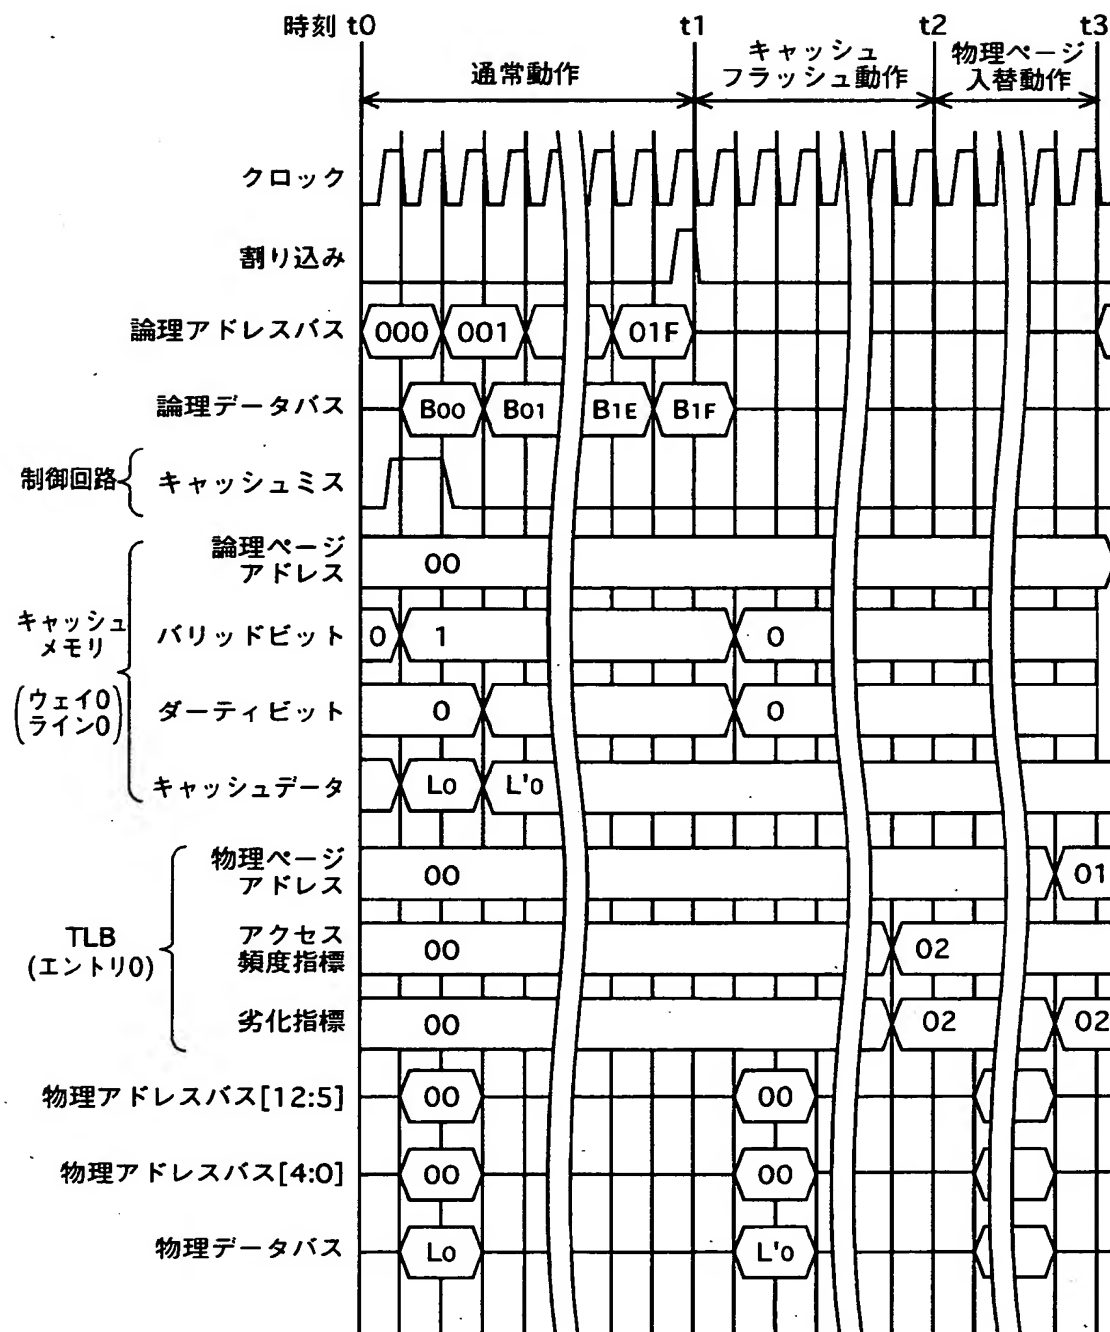 時刻 t0 t1 t2 t3
通常動作
キャッシュ
フラッシュ動作
物理ページ
入替動作
クロック
割り込み
論理アドレスバス 000 001 01F
論理データバス B00 B01 B1E B1F
制御回路 キャッシュミス
論理ページ
アドレス
00
キャッシュ
メモリ
(ウェイ0
ライン0)
バリッドビット 0 1 0
ダーティビット 0 0
キャッシュデータ L0 L'0
物理ページ
アドレス
00 01
TLB
(エントリ0)
アクセス
頻度指標
00 02
劣化指標 00 02 02
物理アドレスバス[12:5] 00 00
物理アドレスバス[4:0] 00 00
物理データバス L0 L'0